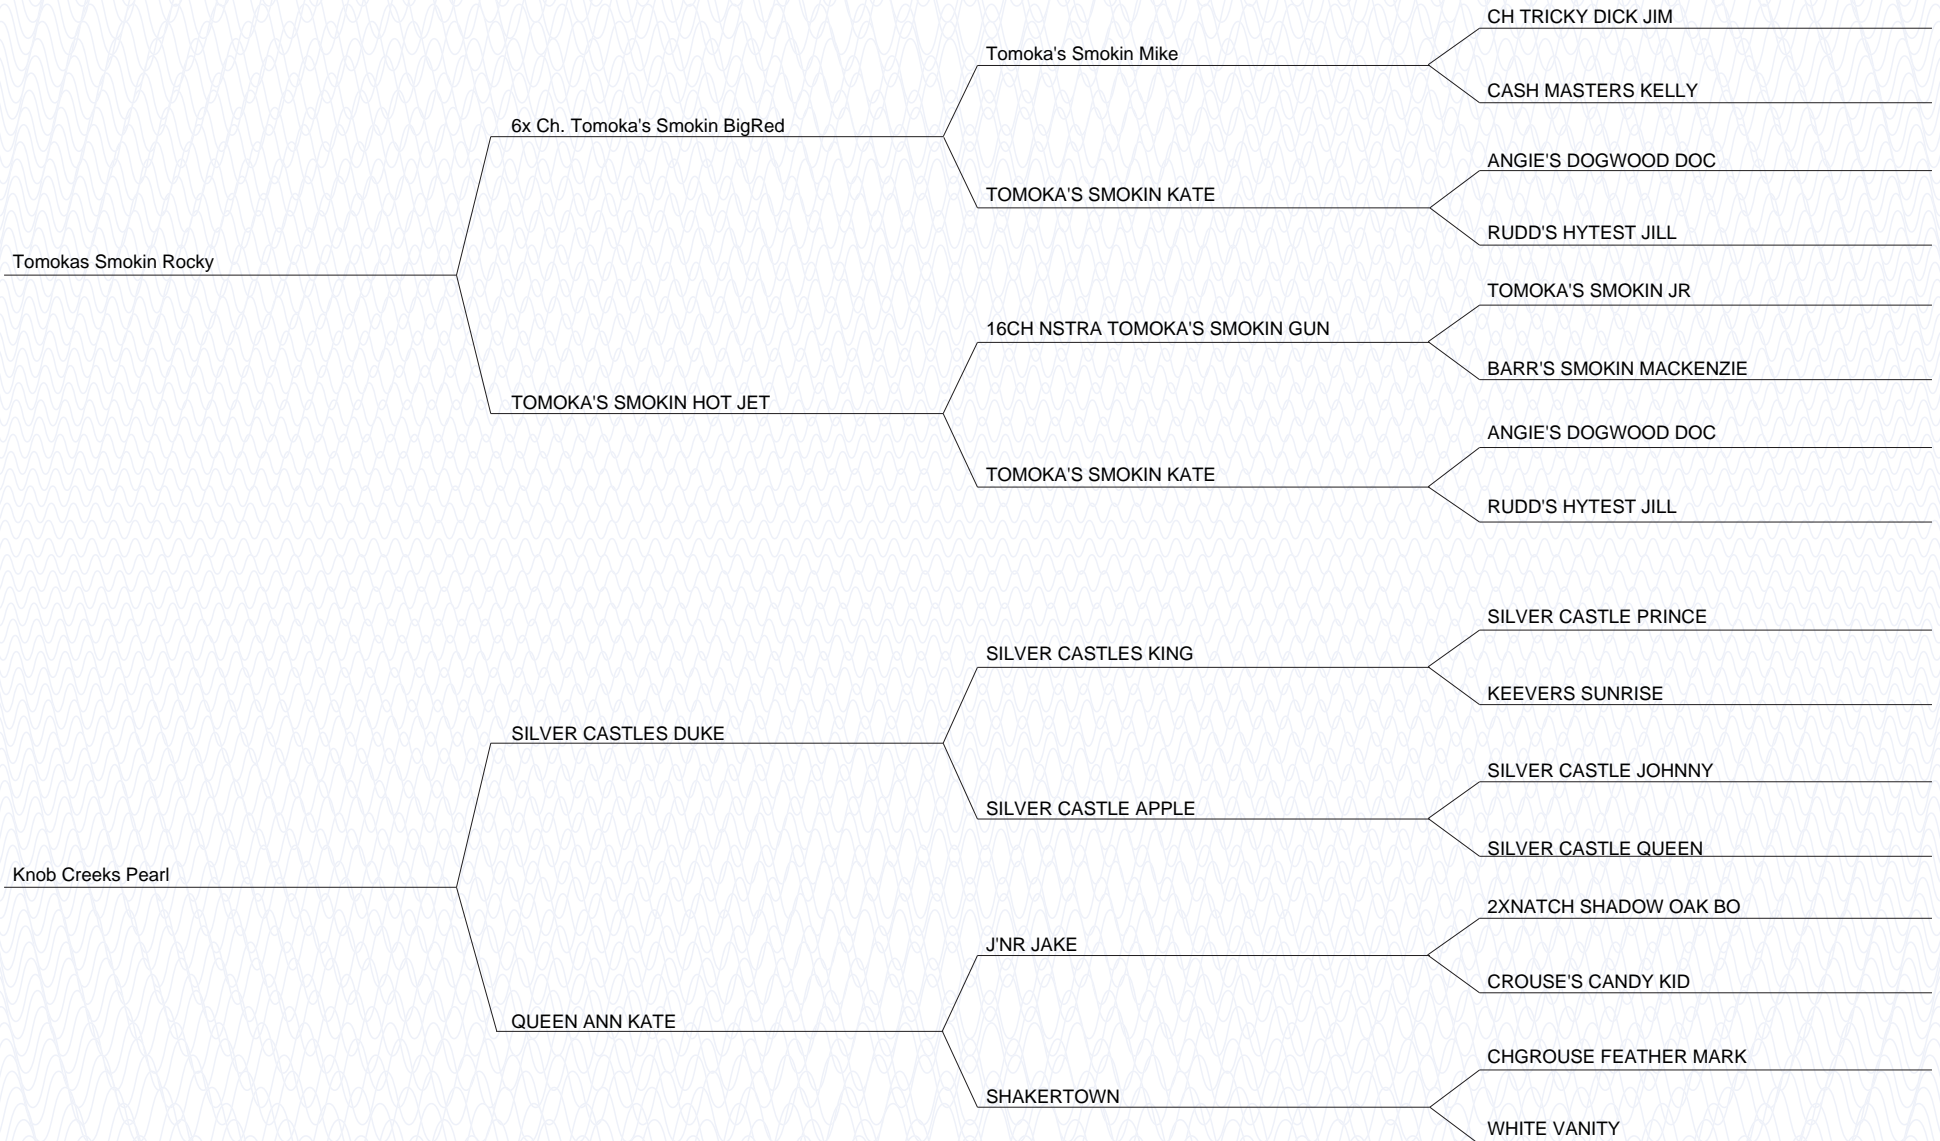 CH TRICKY DICK JIM
Tomoka's Smokin Mike
CASH MASTERS KELLY
6x Ch. Tomoka's Smokin BigRed
ANGIE'S DOGWOOD DOC
TOMOKA'S SMOKIN KATE
RUDD'S HYTEST JILL
Tomokas Smokin Rocky
TOMOKA'S SMOKIN JR
16CH NSTRA TOMOKA'S SMOKIN GUN
BARR'S SMOKIN MACKENZIE
TOMOKA'S SMOKIN HOT JET
ANGIE'S DOGWOOD DOC
TOMOKA'S SMOKIN KATE
RUDD'S HYTEST JILL
SILVER CASTLE PRINCE
SILVER CASTLES KING
KEEVERS SUNRISE
SILVER CASTLES DUKE
SILVER CASTLE JOHNNY
SILVER CASTLE APPLE
SILVER CASTLE QUEEN
Knob Creeks Pearl
2XNATCH SHADOW OAK BO
J'NR JAKE
CROUSE'S CANDY KID
QUEEN ANN KATE
CHGROUSE FEATHER MARK
SHAKERTOWN
WHITE VANITY